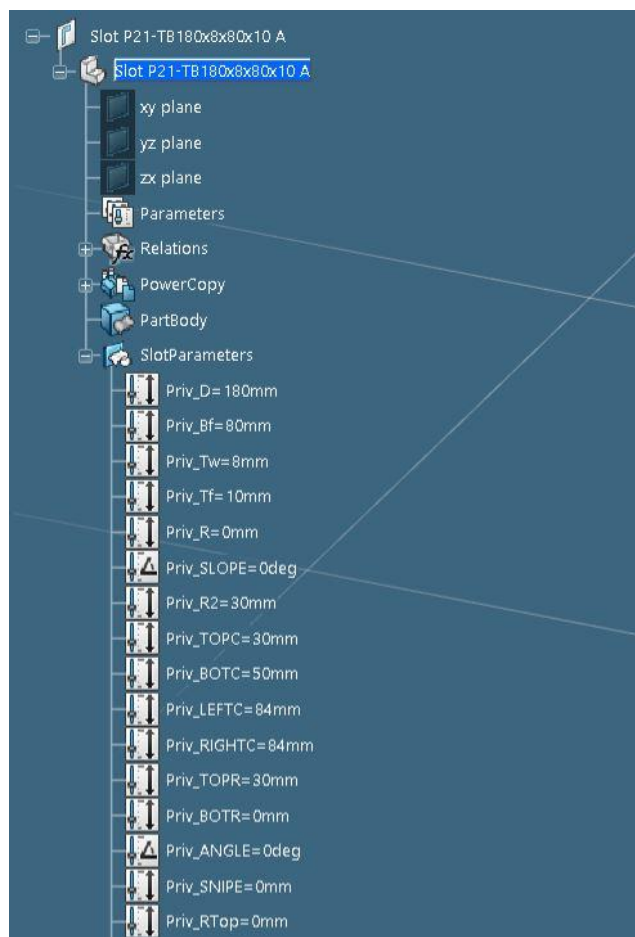 Slot P21-TB180x8x80x10 A
Slot P21-TB180x8x80x10 A
xy plane
yz plane
zx plane
Parameters
Relations
PowerCopy
PartBody
SlotParameters
Priv_D=180mm
Priv_Bf=80mm
Priv_Tw=8mm
Priv_Tf=10mm
Priv_R=0mm
Priv_SLOPE=0deg
Priv_R2=30mm
Priv_TOPC=30mm
Priv_BOTC=50mm
Priv_LEFTC=84mm
Priv_RIGHTC=84mm
Priv_TOPR=30mm
Priv_BOTR=0mm
Priv_ANGLE=0deg
Priv_SNIPE=0mm
Priv_RTop=0mm